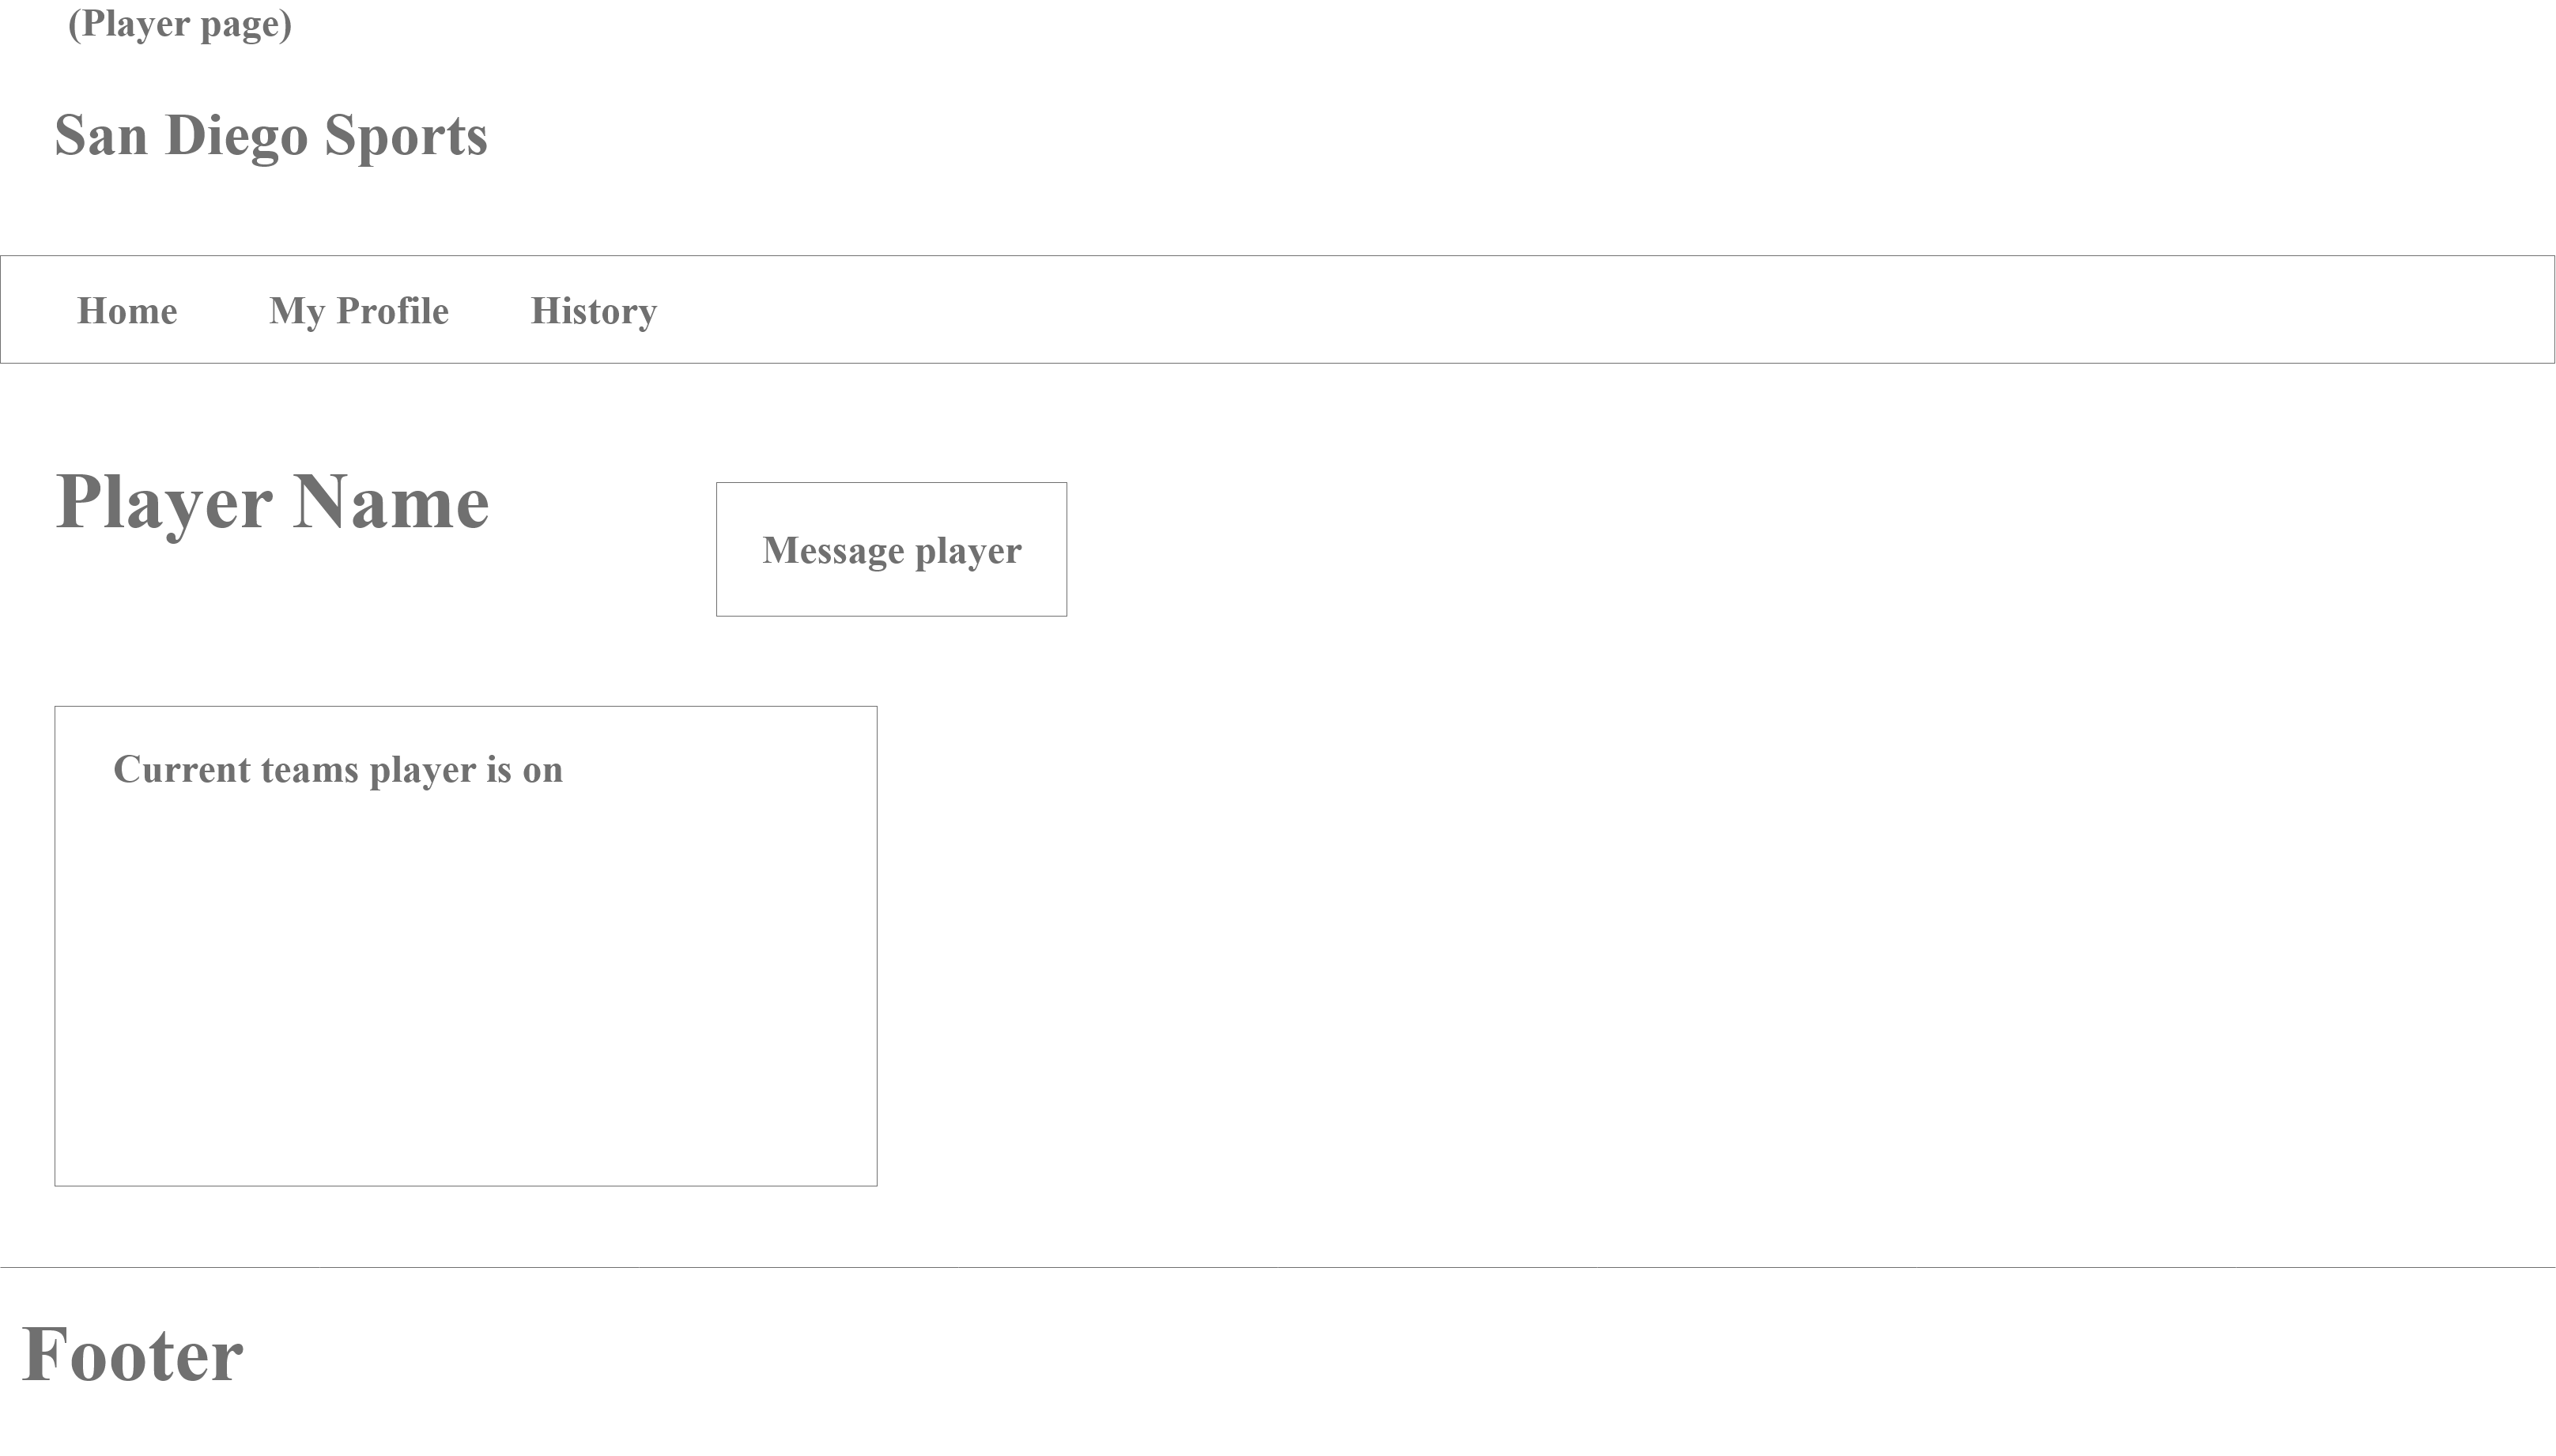 (Player page)
San Diego Sports
Home My Profile History
Player Name
Message player
Current teams player is on
Footer